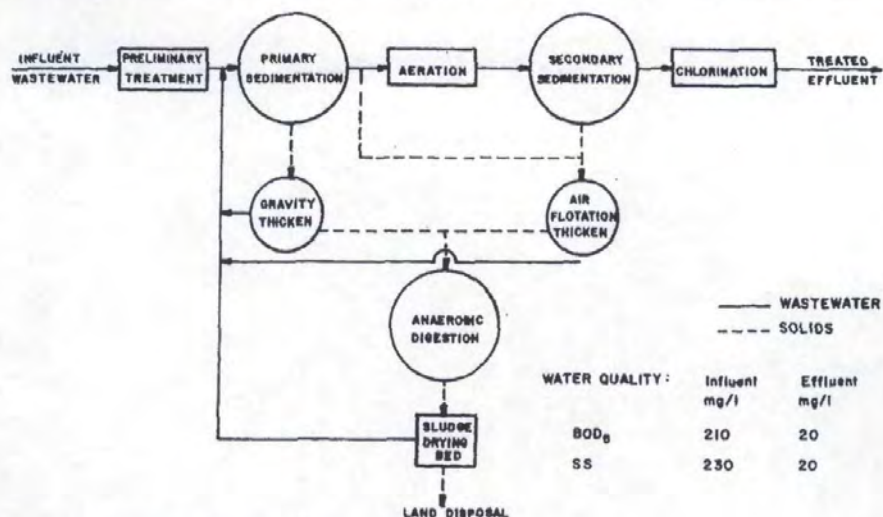 INFLUENT
WASTEWATER
PRELIMINARY
TREATMENT
PRIMARY
SEDIMENTATION
AERATION
SECONDARY
SEDIMENTATION
CHLORINATION
TREATED
EFFLUENT
GRAVITY
THICKEN
AIR
FLOTATION
THICKEN
ANAEROBIC
DIGESTION
SLUDGE
DRYING
BED
LAND DISPOSAL
WASTEWATER
SOLIDS
WATER QUALITY: Influent Effluent
mg/l mg/l
BOD5 210 20
SS 230 20